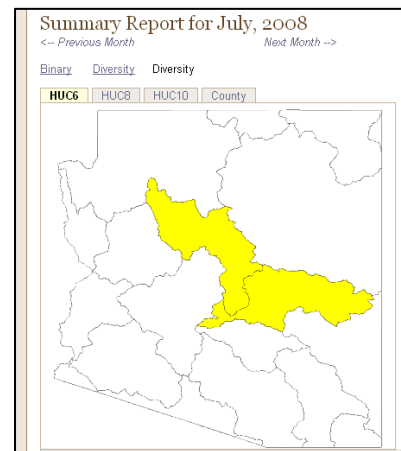 Summary Report for July, 2008
<-- Previous Month Next Month -->
Binary Diversity Diversity
HUC6 HUC8 HUC10 County